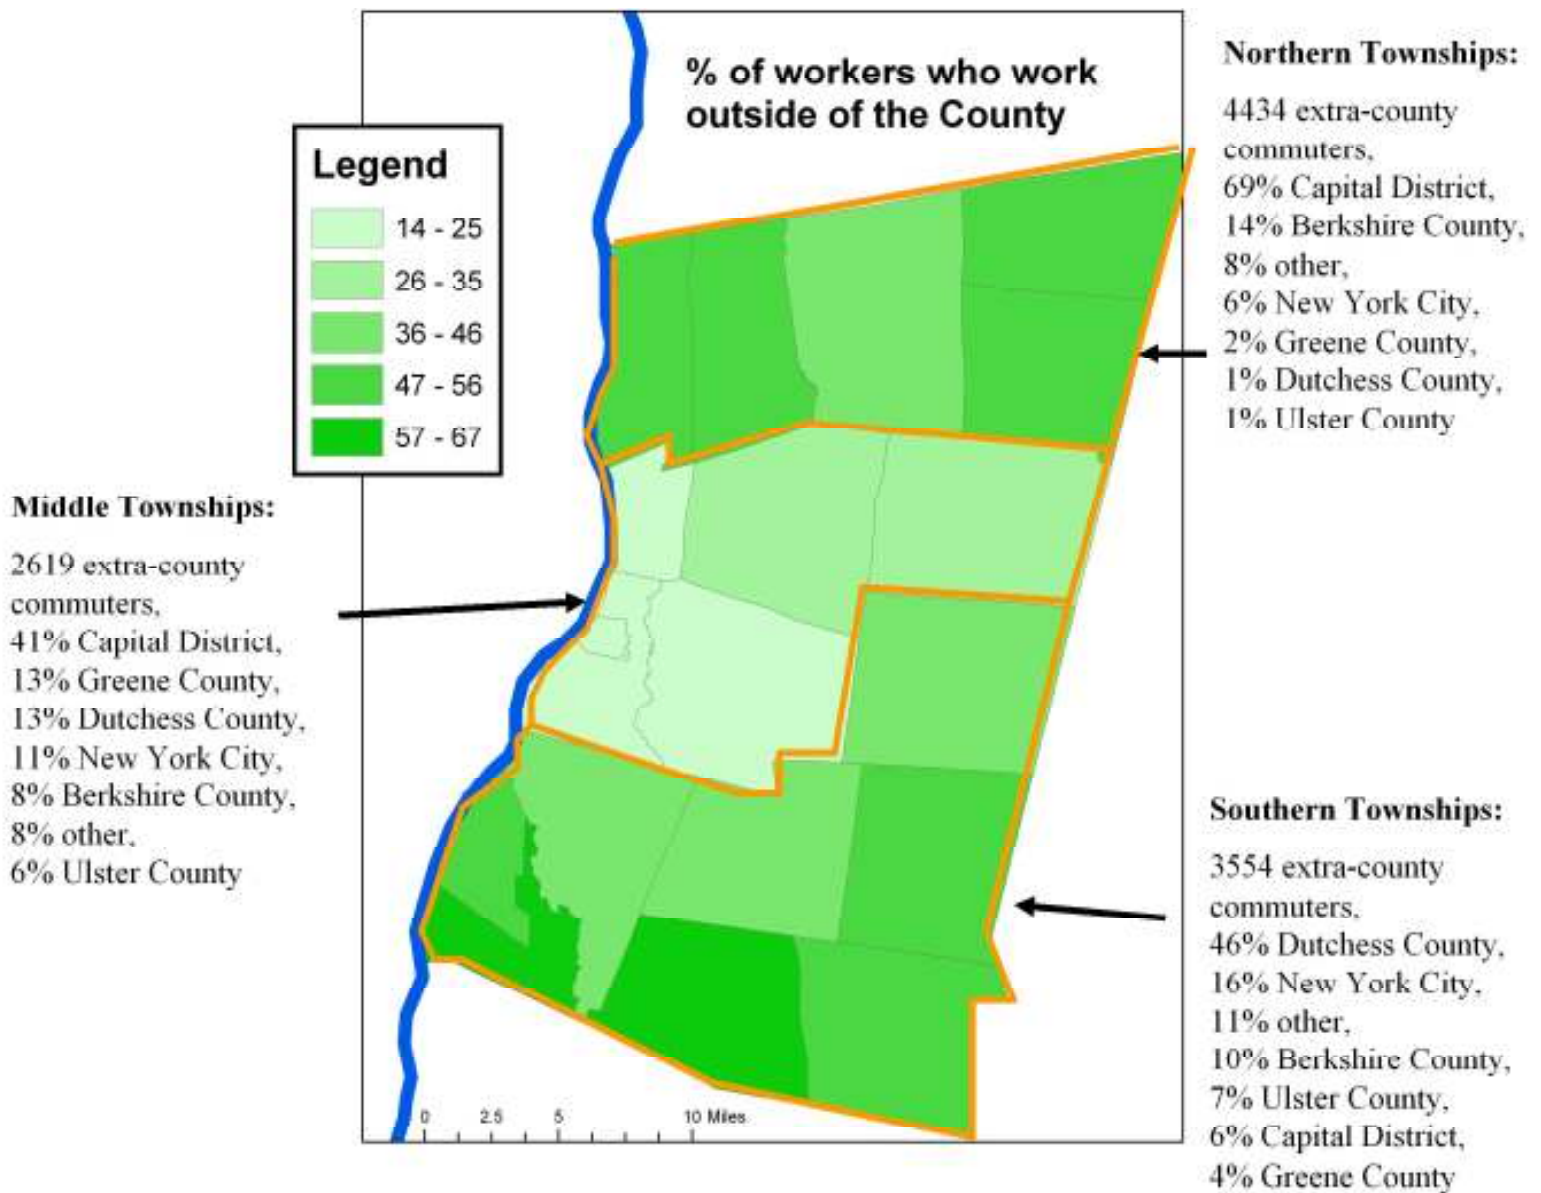 % of workers who work
outside of the County
Legend
14 - 25
26 - 35
36 - 46
47 - 56
57 - 67
Northern Townships:
4434 extra-county
commuters,
69% Capital District,
14% Berkshire County,
8% other,
6% New York City,
2% Greene County,
1% Dutchess County,
1% Ulster County
Middle Townships:
2619 extra-county
commuters,
41% Capital District,
13% Greene County,
13% Dutchess County,
11% New York City,
8% Berkshire County,
8% other,
6% Ulster County
Southern Townships:
3554 extra-county
commuters,
46% Dutchess County,
16% New York City,
11% other,
10% Berkshire County,
7% Ulster County,
6% Capital District,
4% Greene County
0 2.5 5 10 Miles